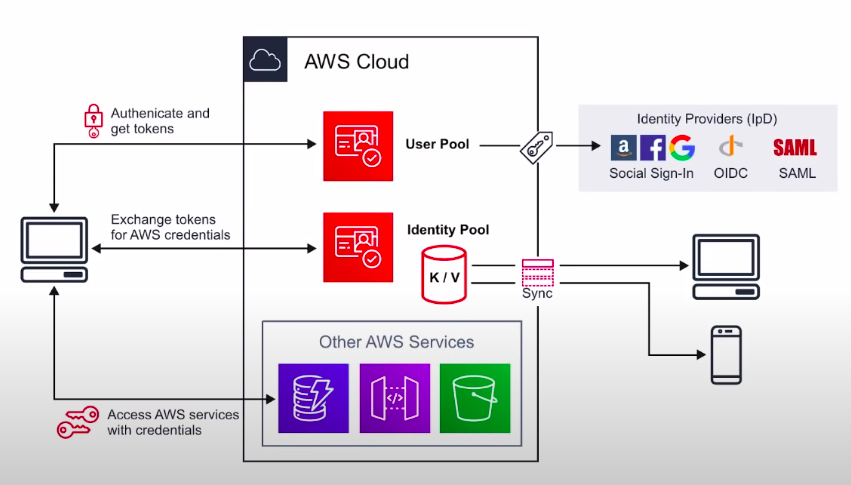 AWS Cloud
Authenicate and
get tokens
User Pool
Identity Providers (IpD)
a
f
G
SAML
Social Sign-In
OIDC
SAML
Exchange tokens
for AWS credentials
Identity Pool
K / V
Sync
Other AWS Services
</>
Access AWS services
with credentials